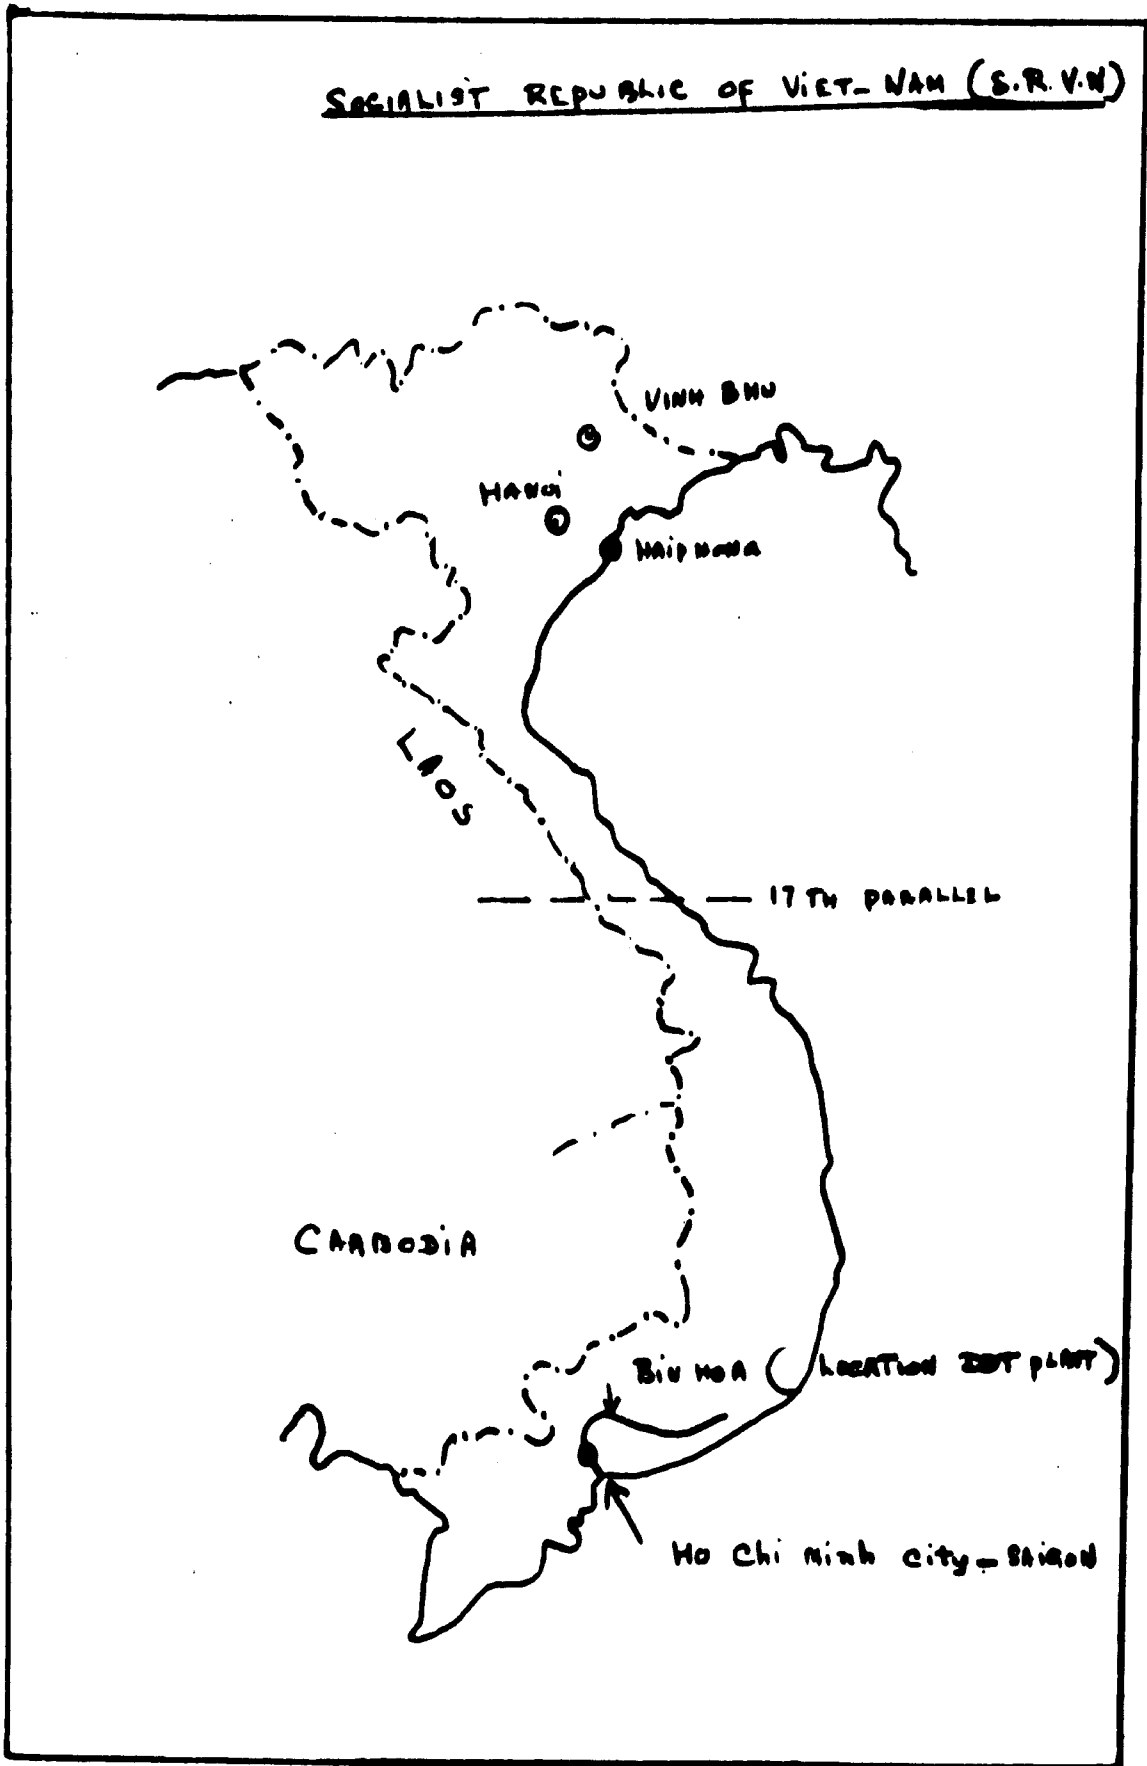 SOCIALIST REPUBLIC OF VIET-NAM (S.R.V.N)
VINH BHU
HANOI
HAIPHONG
LAOS
17TH PARALLEL
CAMBODIA
BIN HOA (LOCATION DDT PLANT)
HO Chi Minh city - SAIGON